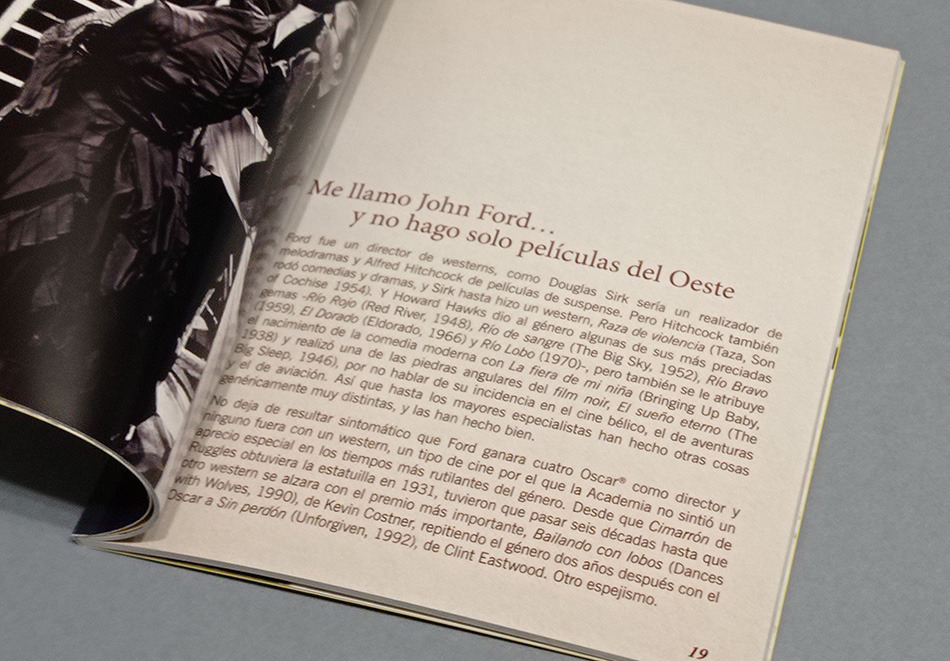 Me llamo John Ford…
y no hago solo películas del Oeste
Ford fue un director de westerns, como Douglas Sirk sería un realizador de
melodramas y Alfred Hitchcock de películas de suspense. Pero Hitchcock también
rodó comedias y dramas, y Sirk hasta hizo un western, Raza de violencia (Taza, Son
of Cochise 1954). Y Howard Hawks dio al género algunas de sus más preciadas
gemas -Río Rojo (Red River, 1948), Río de sangre (The Big Sky, 1952), Río Bravo
(1959), El Dorado (Eldorado, 1966) y Río Lobo (1970)-, pero también se le atribuye
el nacimiento de la comedia moderna con La fiera de mi niña (Bringing Up Baby,
1938) y realizó una de las piedras angulares del film noir, El sueño eterno (The
Big Sleep, 1946), por no hablar de su incidencia en el cine bélico, el de aventuras
y el de aviación. Así que hasta los mayores especialistas han hecho otras cosas
genéricamente muy distintas, y las han hecho bien.
No deja de resultar sintomático que Ford ganara cuatro Oscar® como director y
ninguno fuera con un western, un tipo de cine por el que la Academia no sintió un
aprecio especial en los tiempos más rutilantes del género. Desde que Cimarrón de
Ruggles obtuviera la estatuilla en 1931, tuvieron que pasar seis décadas hasta que
otro western se alzara con el premio más importante, Bailando con lobos (Dances
with Wolves, 1990), de Kevin Costner, repitiendo el género dos años después con el
Oscar a Sin perdón (Unforgiven, 1992), de Clint Eastwood. Otro espejismo.
19